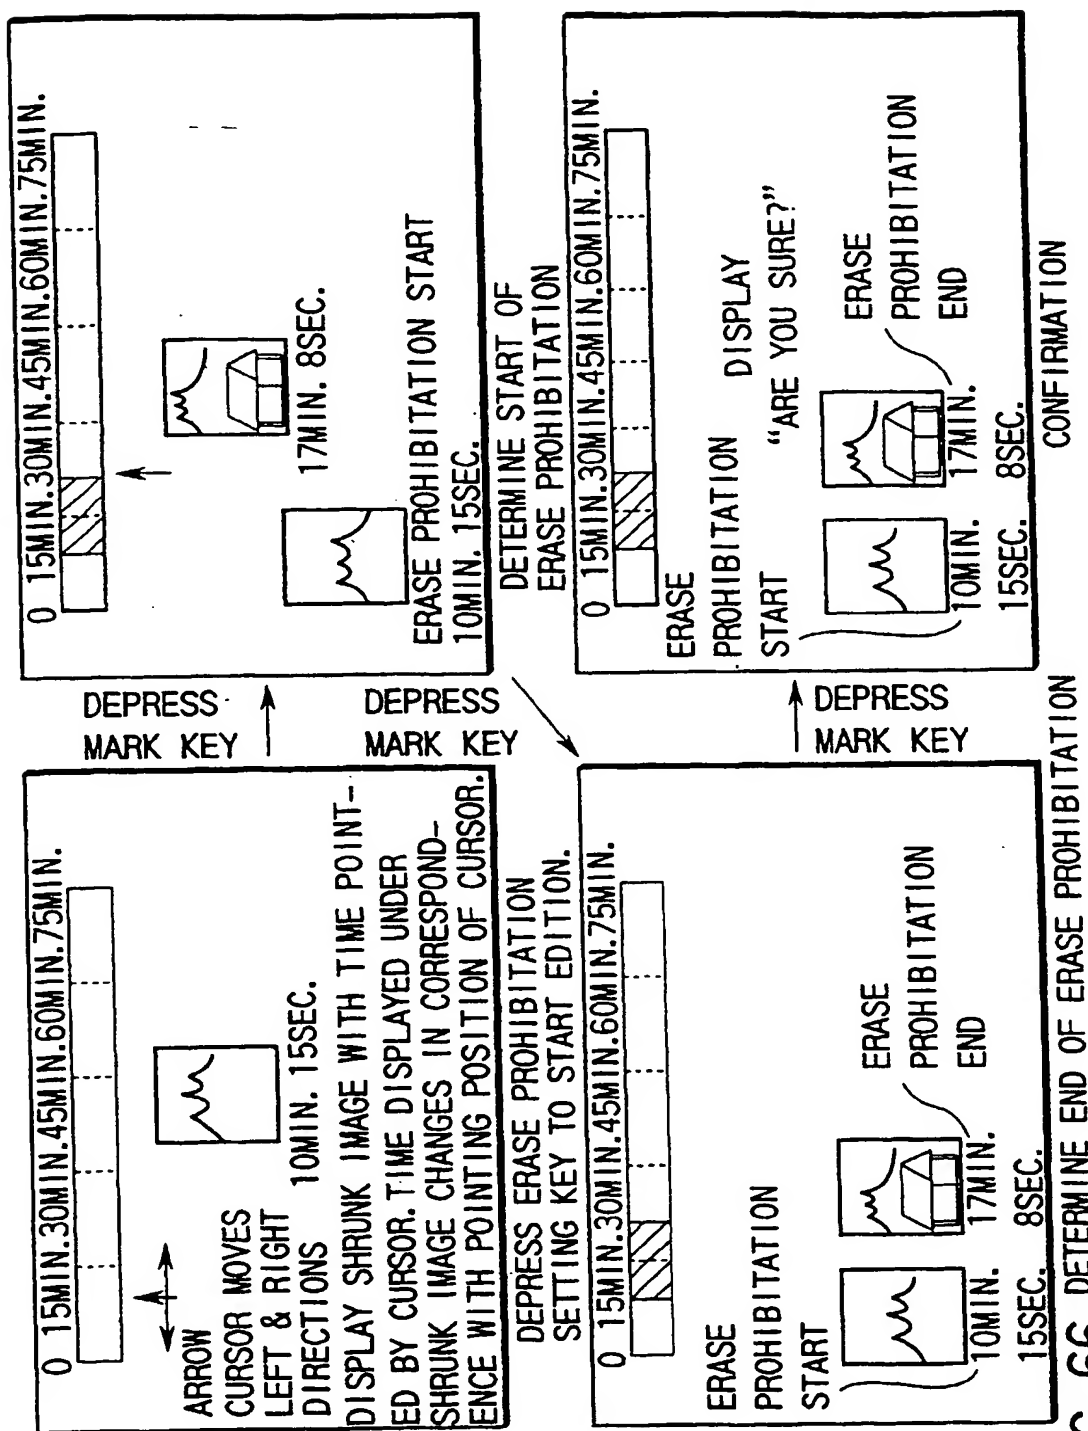 0 15MIN.30MIN.45MIN.60MIN.75MIN.
ARROW
CURSOR MOVES
LEFT & RIGHT
DIRECTIONS
10MIN. 15SEC.
DISPLAY SHRUNK IMAGE WITH TIME POINT-
ED BY CURSOR. TIME DISPLAYED UNDER
SHRUNK IMAGE CHANGES IN CORRESPOND-
ENCE WITH POINTING POSITION OF CURSOR.
DEPRESS ERASE PROHIBITATION
SETTING KEY TO START EDITION.
DEPRESS
MARK KEY
0 15MIN.30MIN.45MIN.60MIN.75MIN.
17MIN. 8SEC.
ERASE PROHIBITATION START
10MIN. 15SEC.
DETERMINE START OF
ERASE PROHIBITATION
DEPRESS
MARK KEY
0 15MIN.30MIN.45MIN.60MIN.75MIN.
ERASE
PROHIBITATION
START
10MIN.
15SEC.
17MIN.
8SEC.
ERASE
PROHIBITATION
END
DETERMINE END OF ERASE PROHIBITATION
DEPRESS
MARK KEY
0 15MIN.30MIN.45MIN.60MIN.75MIN.
ERASE
PROHIBITATION
START
DISPLAY
“ARE YOU SURE?”
10MIN.
15SEC.
17MIN.
8SEC.
ERASE
PROHIBITATION
END
CONFIRMATION